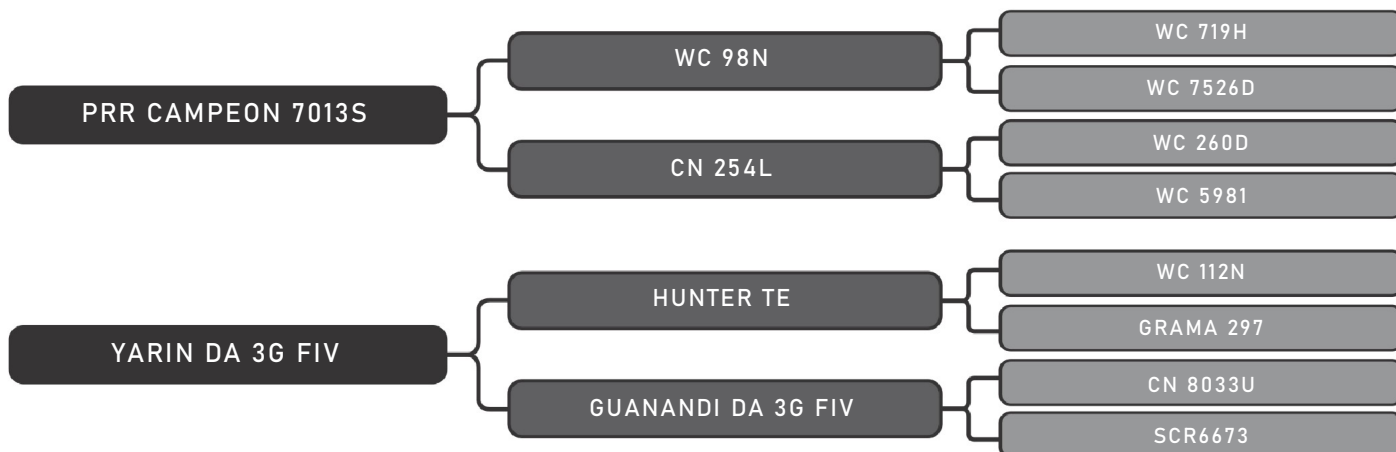 PRR CAMPEON 7013S
WC 98N
CN 254L
WC 719H
WC 7526D
WC 260D
WC 5981
YARIN DA 3G FIV
HUNTER TE
GUANANDI DA 3G FIV
WC 112N
GRAMA 297
CN 8033U
SCR6673